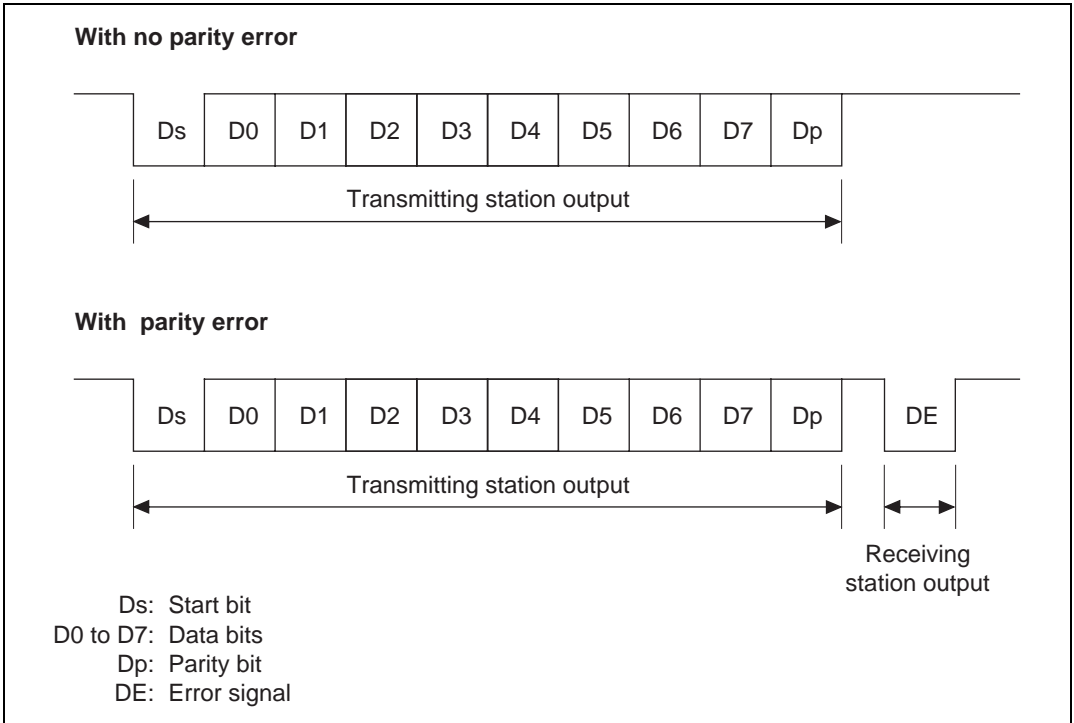 With no parity error
Ds D0 D1 D2 D3 D4 D5 D6 D7 Dp
Transmitting station output
With parity error
Ds D0 D1 D2 D3 D4 D5 D6 D7 Dp DE
Transmitting station output
Receiving
station output
Ds: Start bit
D0 to D7: Data bits
Dp: Parity bit
DE: Error signal